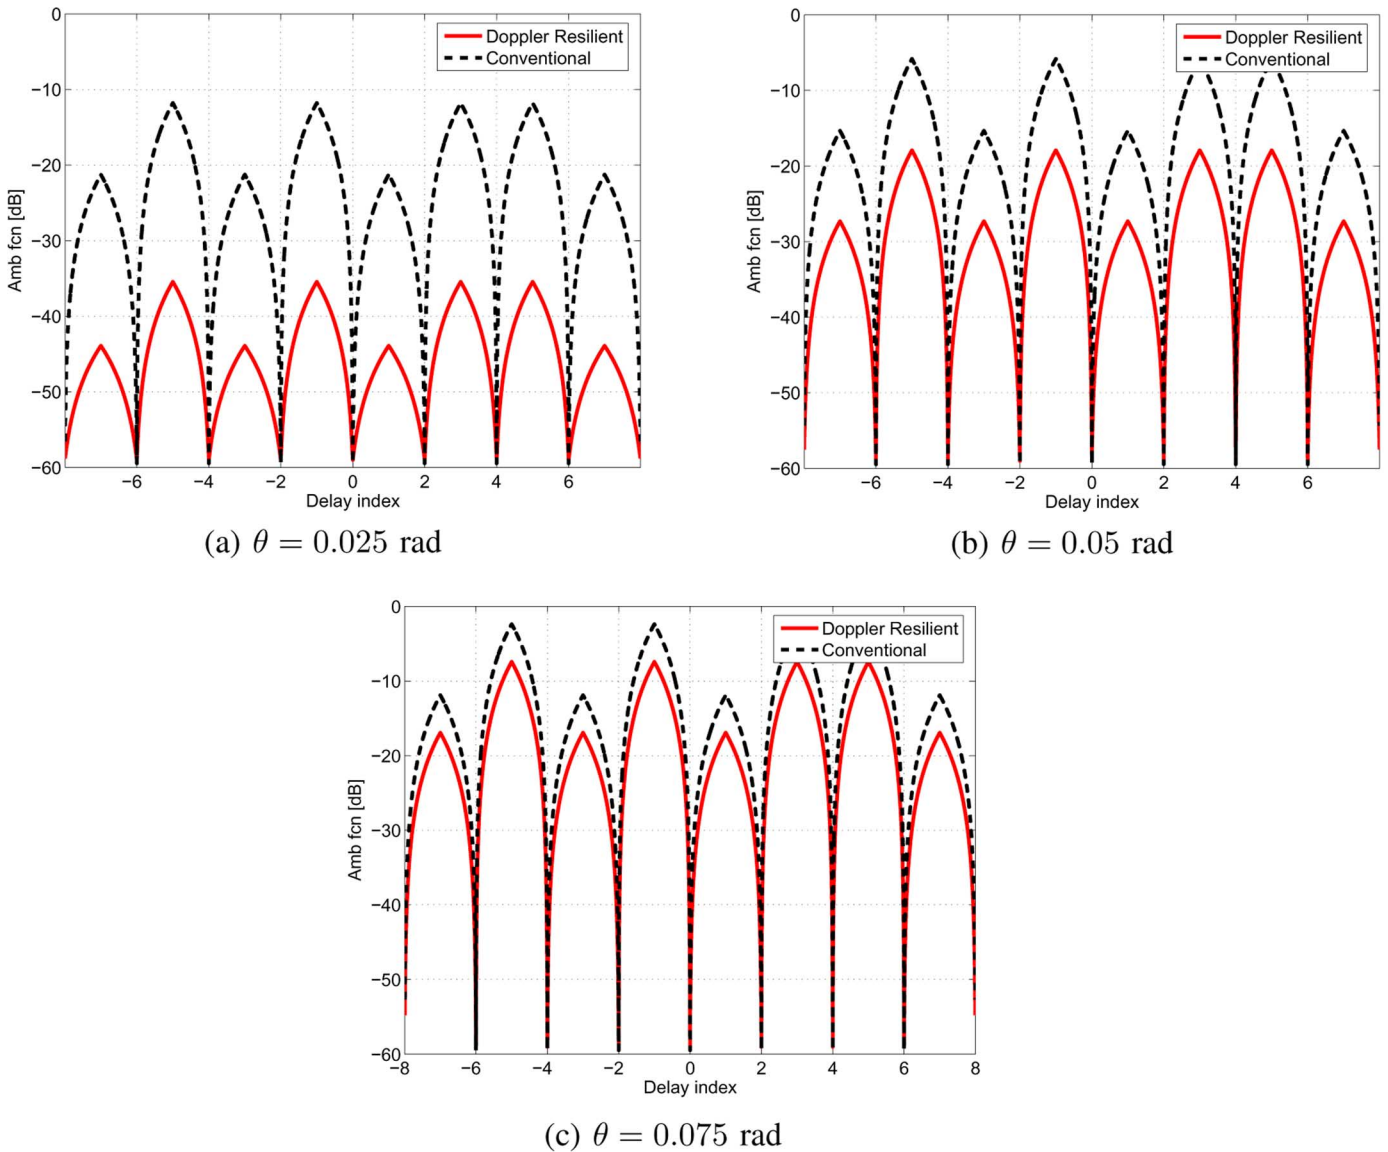 Doppler Resilient
Conventional
0
−10
−20
−30
−40
−50
−60
Amb fcn [dB]
−6 −4 −2 0 2 4 6
Delay index
(a) θ = 0.025 rad
Doppler Resilient
Conventional
0
−10
−20
−30
−40
−50
−60
Amb fcn [dB]
−6 −4 −2 0 2 4 6
Delay index
(b) θ = 0.05 rad
Doppler Resilient
Conventional
0
−10
−20
−30
−40
−50
−60
Amb fcn [dB]
−8 −6 −4 −2 0 2 4 6 8
Delay index
(c) θ = 0.075 rad